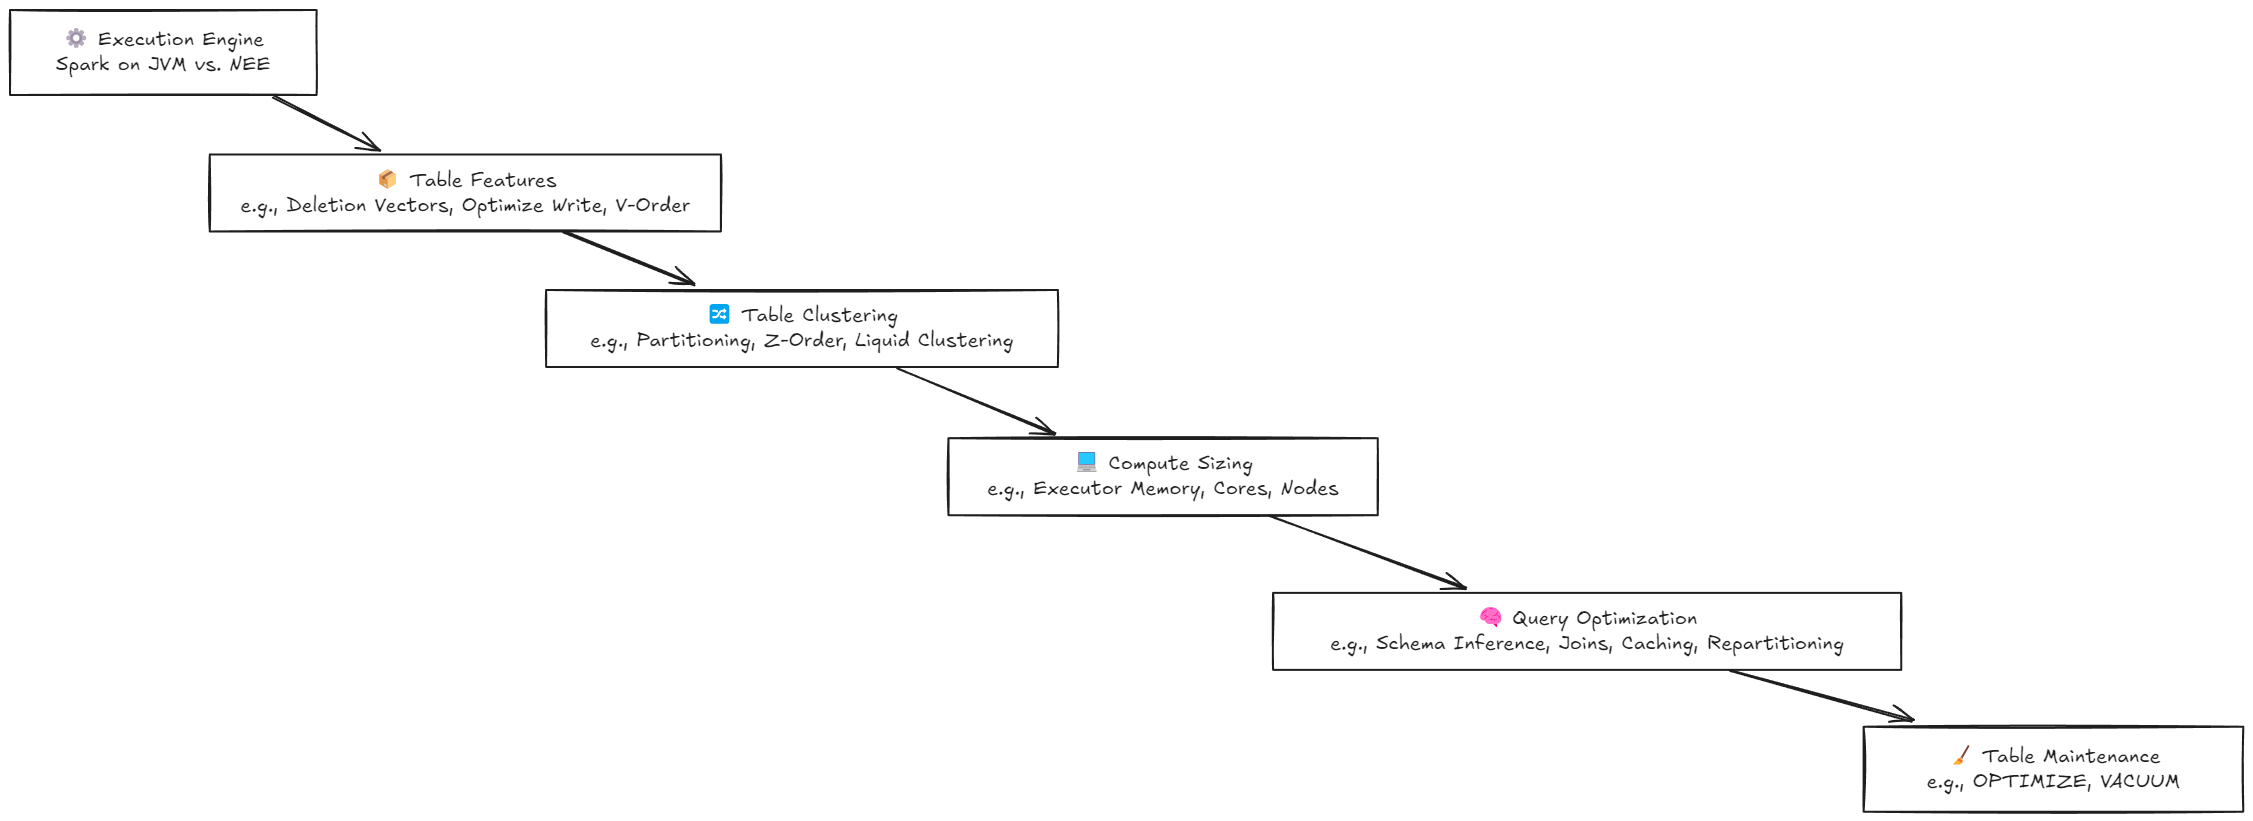 Execution Engine
Spark on JVM vs. NEE
Table Features
e.g., Deletion Vectors, Optimize Write, V-Order
Table Clustering
e.g., Partitioning, Z-Order, Liquid Clustering
Compute Sizing
e.g., Executor Memory, Cores, Nodes
Query Optimization
e.g., Schema Inference, Joins, Caching, Repartitioning
Table Maintenance
e.g., OPTIMIZE, VACUUM